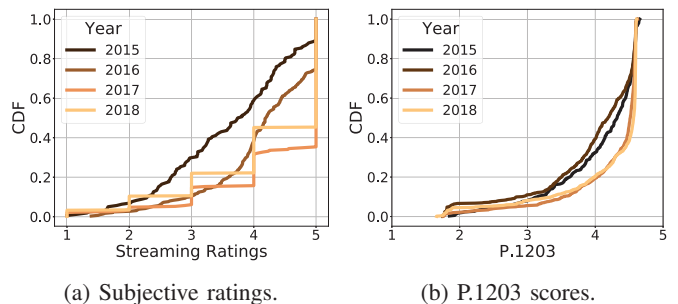 1.0
0.8
0.6
0.4
0.2
0.0
CDF
Year
2015
2016
2017
2018
1 2 3 4 5
Streaming Ratings
(a) Subjective ratings.
1.0
0.8
0.6
0.4
0.2
0.0
CDF
Year
2015
2016
2017
2018
1 2 3 4 5
P.1203
(b) P.1203 scores.